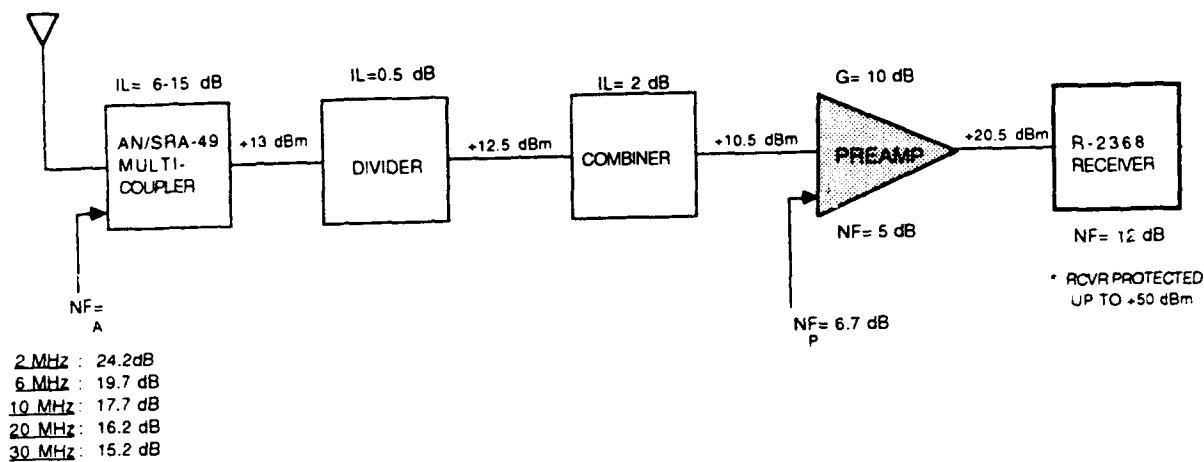 IL= 6-15 dB
AN/SRA-49
MULTI-
COUPLER
+13 dBm
IL=0.5 dB
DIVIDER
+12.5 dBm
IL= 2 dB
COMBINER
+10.5 dBm
G= 10 dB
PREAMP
NF= 5 dB
+20.5 dBm
R-2368
RECEIVER
NF= 12 dB
* RCVR PROTECTED
UP TO +50 dBm
NF=
A
NF= 6.7 dB
P
2 MHz : 24.2dB
6 MHz : 19.7 dB
10 MHz : 17.7 dB
20 MHz : 16.2 dB
30 MHz : 15.2 dB